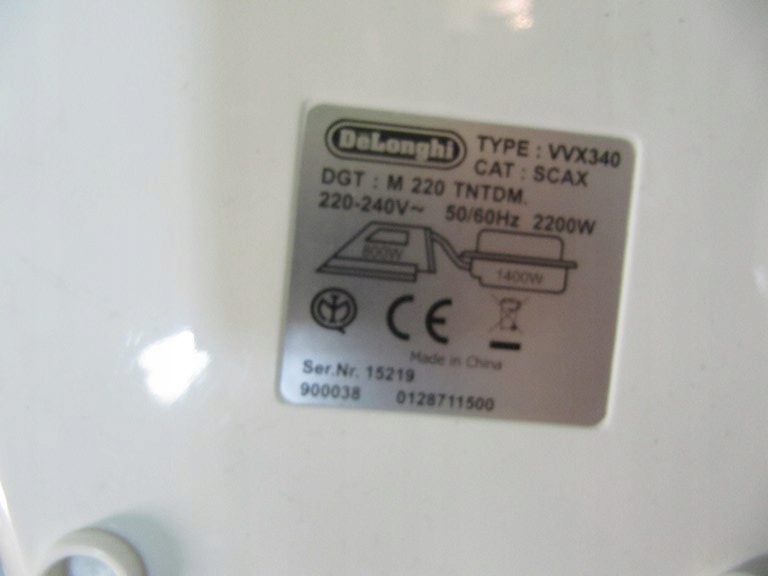 DeLonghi
TYPE : VVX340
CAT : SCAX
DGT : M 220 TNTDM.
220-240V~ 50/60Hz 2200W
800W
1400W
CE
Made in China
Ser.Nr. 15219
900038 0128711500